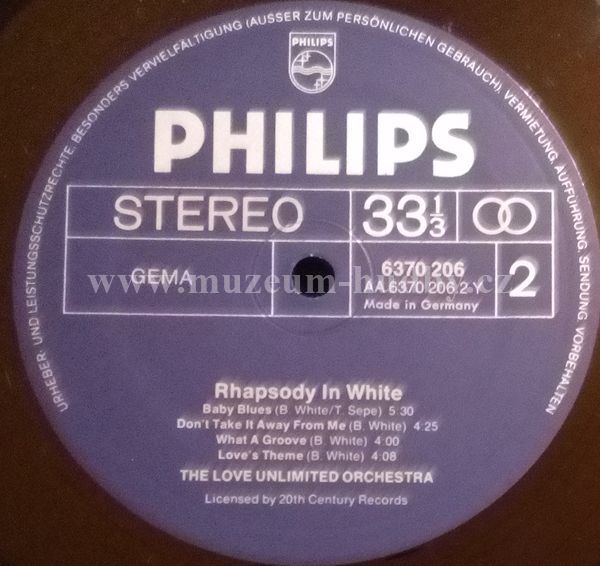 URHEBER- UND LEISTUNGSSCHUTZRECHTE, BESONDERS VERVIELFÄLTIGUNG (AUSSER ZUM PERSÖNLICHEN GEBRAUCH), VERMIETUNG, AUFFÜHRUNG, SENDUNG VORBEHALTEN
PHILIPS
PHILIPS
STEREO 33 1/3
GEMA 6370 206 2
AA 6370 206 2 Y
Made in Germany
www.muzeum-hudby.cz
Rhapsody In White
Baby Blues (B. White/T. Sepe) 5:30
Don't Take It Away From Me (B. White) 4:25
What A Groove (B. White) 4:00
Love's Theme (B. White) 4:08
THE LOVE UNLIMITED ORCHESTRA
Licensed by 20th Century Records